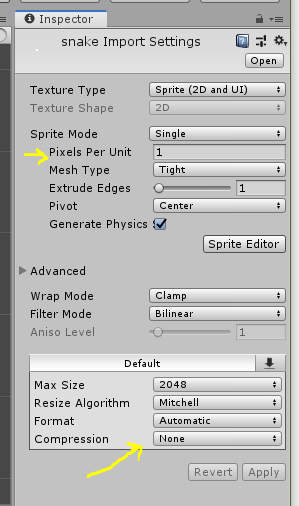 Inspector
snake Import Settings
Open
Texture Type Sprite (2D and UI)
Texture Shape 2D
Sprite Mode Single
Pixels Per Unit 1
Mesh Type Tight
Extrude Edges 1
Pivot Center
Generate Physics
Sprite Editor
Advanced
Wrap Mode Clamp
Filter Mode Bilinear
Aniso Level 1
Default
Max Size 2048
Resize Algorithm Mitchell
Format Automatic
Compression None
Revert Apply